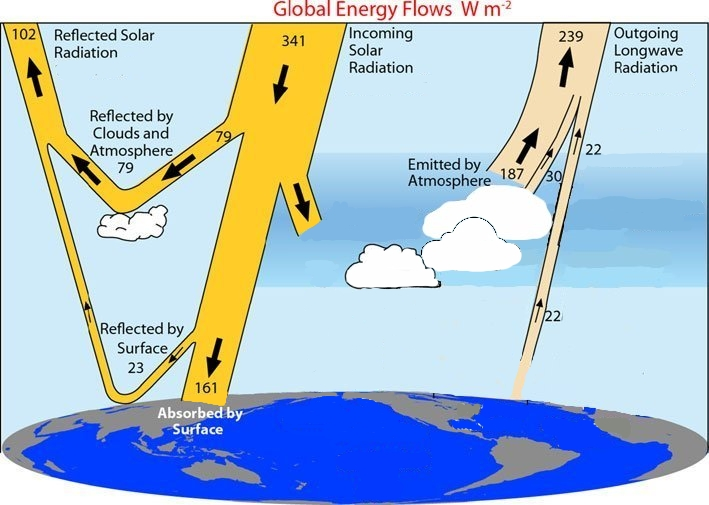 Global Energy Flows W m-2
102
Reflected Solar
Radiation
341
Incoming
Solar
Radiation
239
Outgoing
Longwave
Radiation
Reflected by
Clouds and
Atmosphere
79
79
Emitted by
Atmosphere
187
30
22
22
Reflected by
Surface
23
161
Absorbed by
Surface